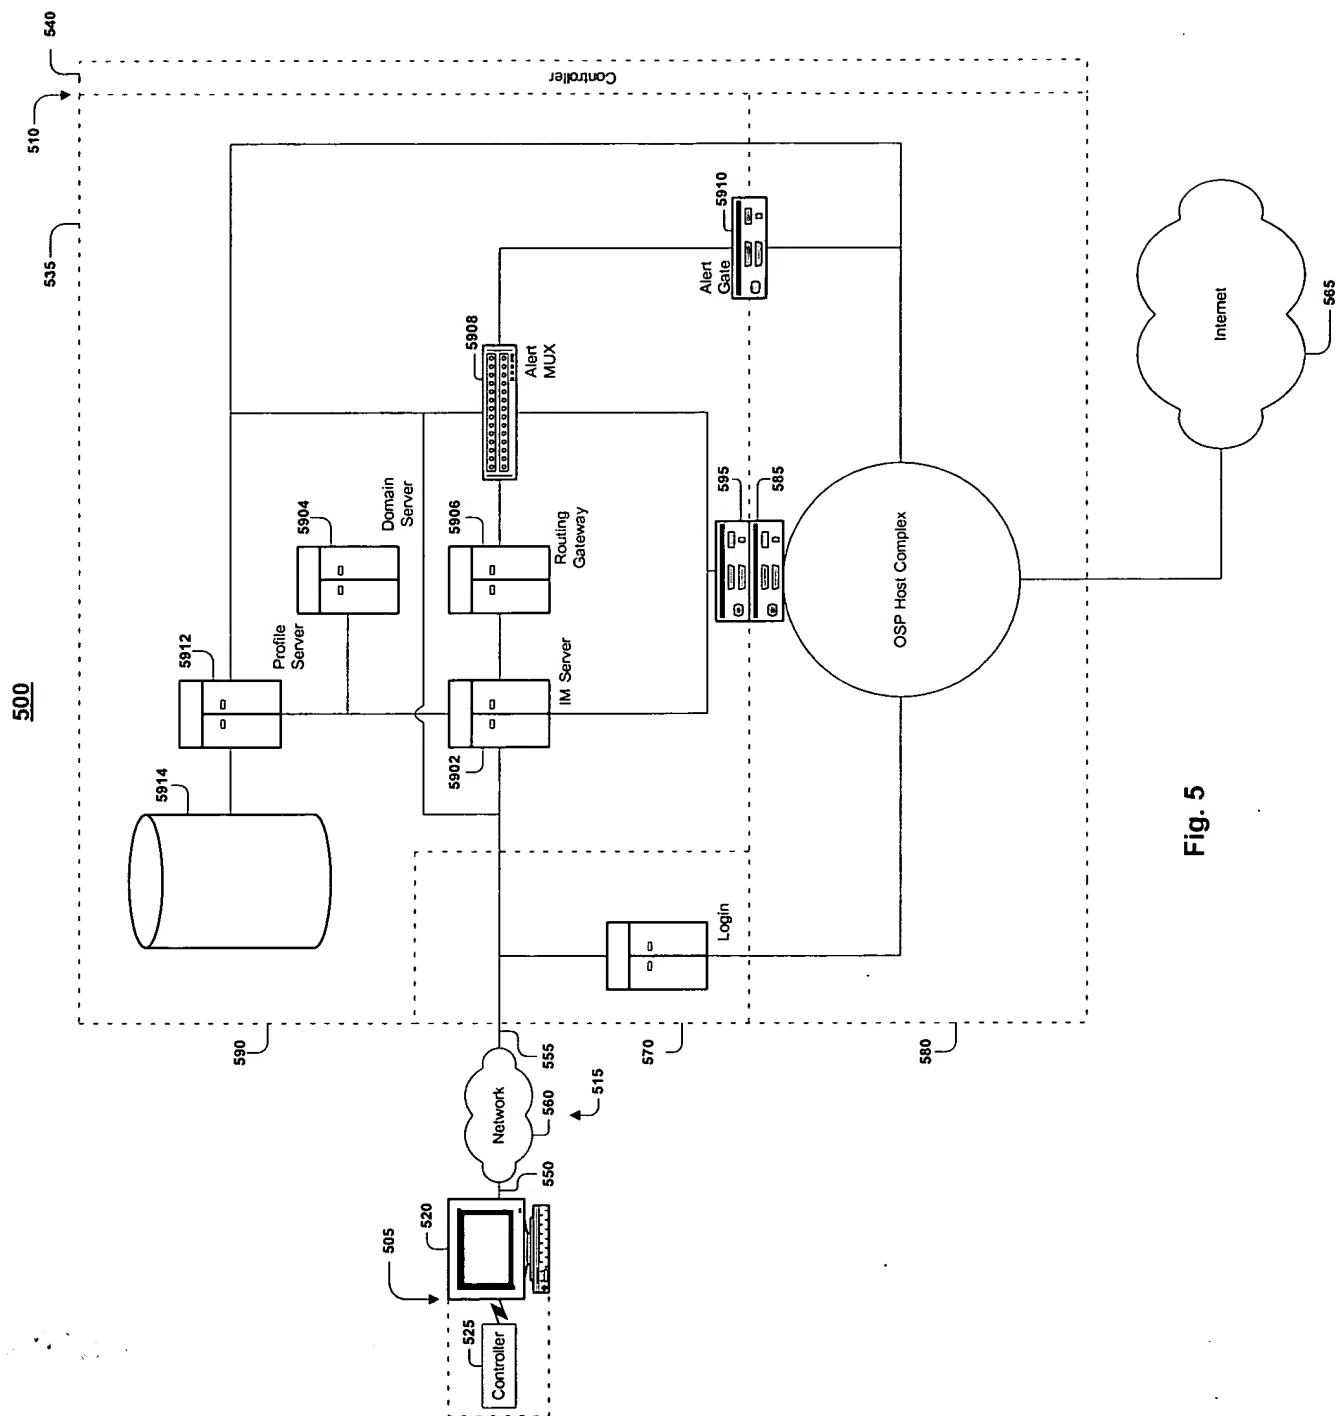 500
510
540
535
Controller
5914
5912
Profile
Server
5904
Domain
Server
5902
IM Server
5906
Routing
Gateway
5908
Alert
MUX
Alert
Gate
5910
595
585
OSP Host Complex
Internet
565
Login
590
570
580
555
Network
560
515
550
520
505
525
Controller
Fig. 5